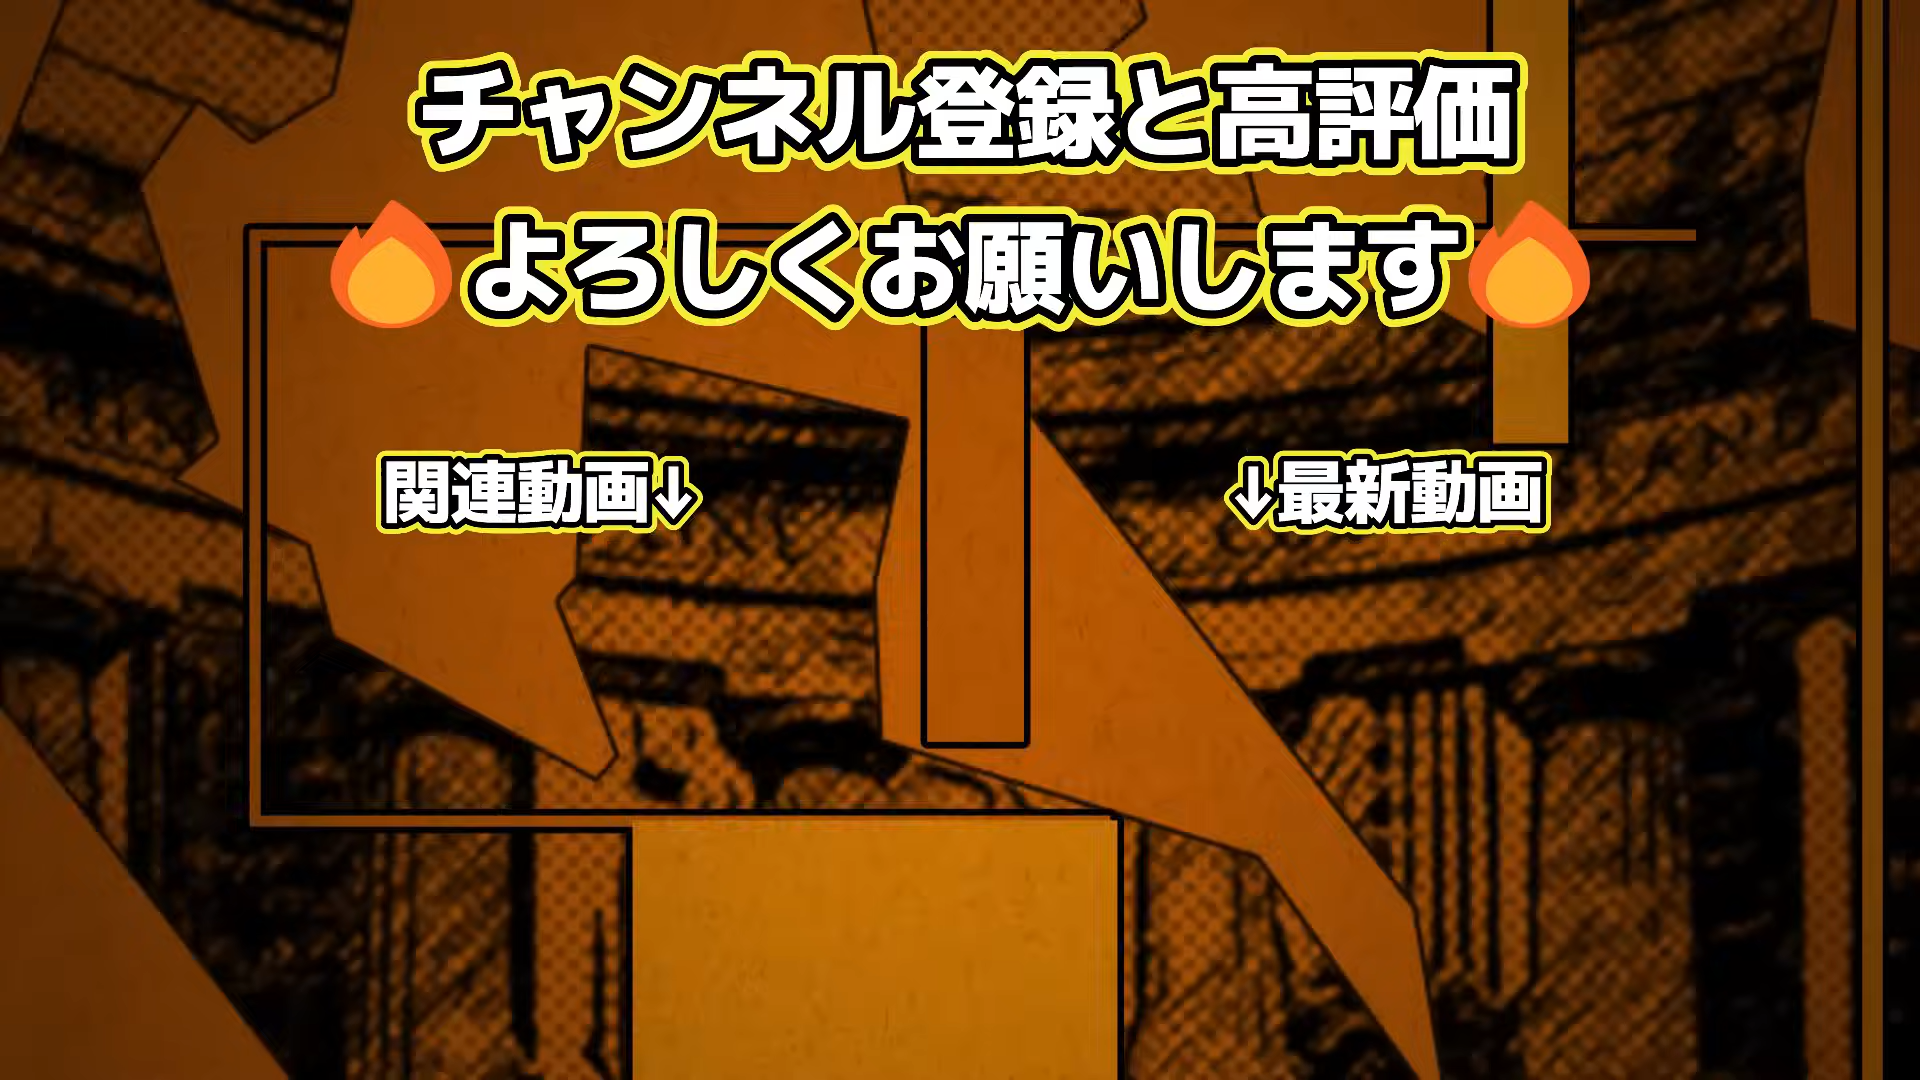 チャンネル登録と高評価
🔥よろしくお願いします🔥
関連動画↓
↓最新動画